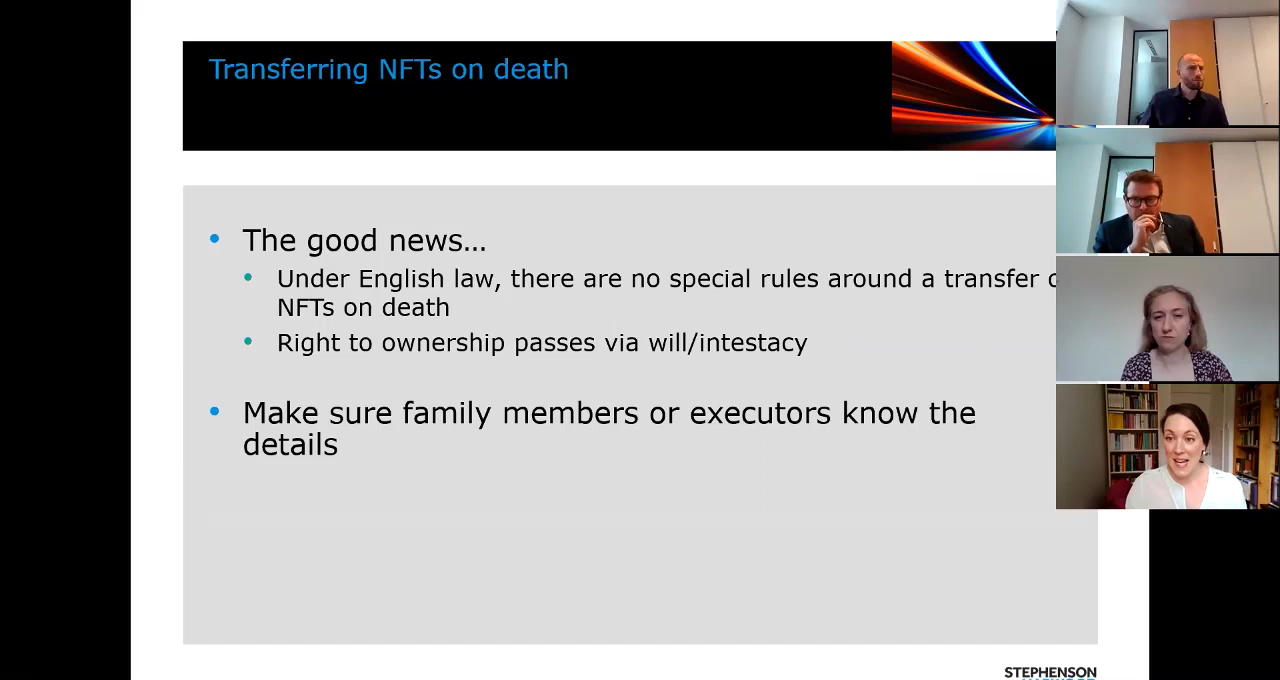 Transferring NFTs on death
• The good news…
• Under English law, there are no special rules around a transfer
NFTs on death
• Right to ownership passes via will/intestacy
• Make sure family members or executors know the
details
STEPHENSON